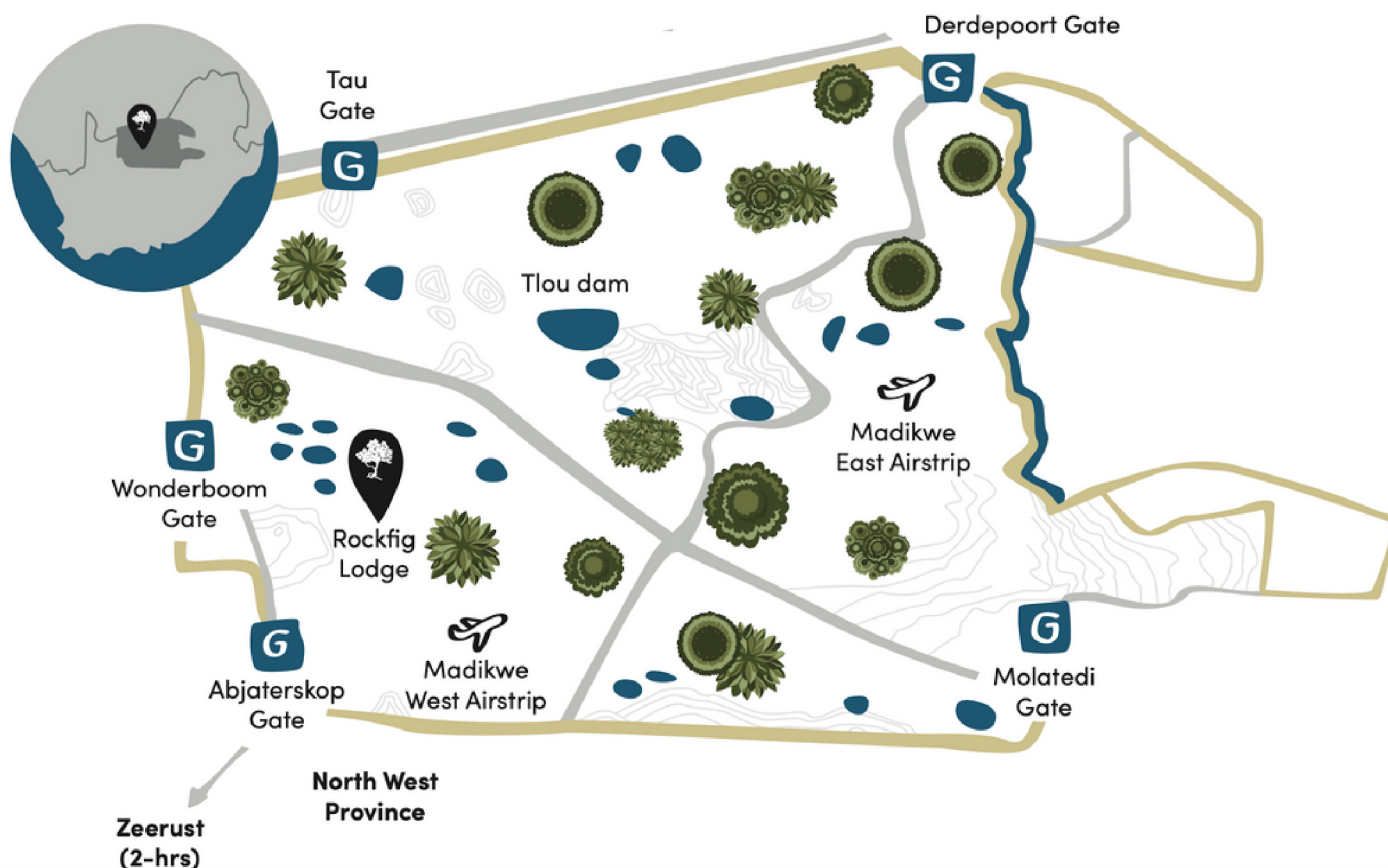 Derdepoort Gate
G
Tau
Gate
G
Tlou dam
Madikwe
East Airstrip
G
Wonderboom
Gate
Rockfig
Lodge
G
Abjaterskop
Gate
Madikwe
West Airstrip
G
Molatedi
Gate
North West
Province
Zeerust
(2-hrs)